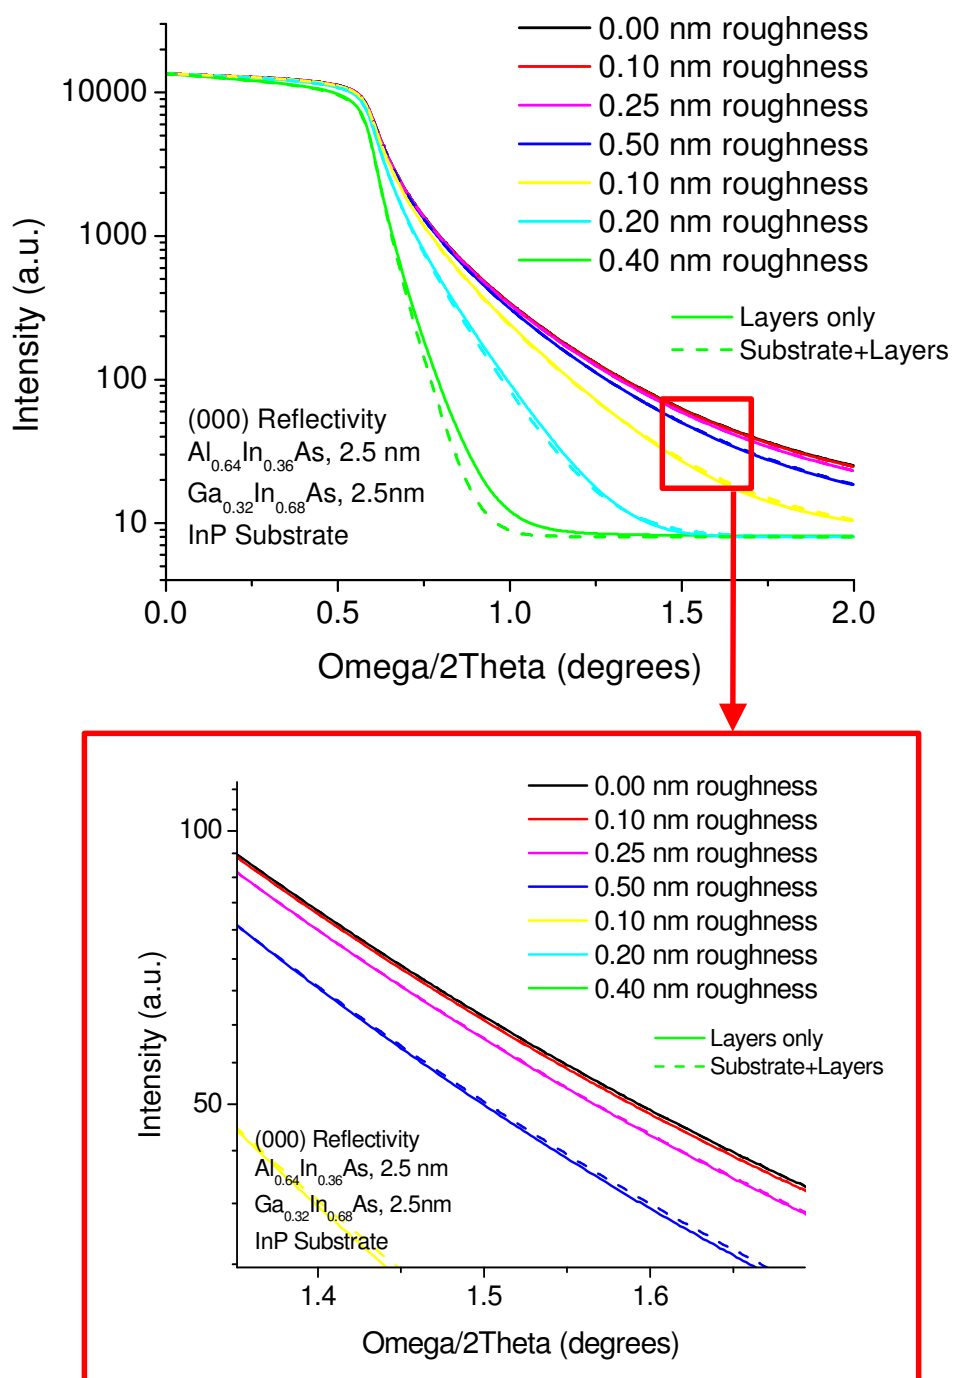 0.00 nm roughness
0.10 nm roughness
0.25 nm roughness
0.50 nm roughness
0.10 nm roughness
0.20 nm roughness
0.40 nm roughness
Layers only
Substrate+Layers
10000
1000
100
10
Intensity (a.u.)
(000) Reflectivity
Al0.64In0.36As, 2.5 nm
Ga0.32In0.68As, 2.5nm
InP Substrate
0.0 0.5 1.0 1.5 2.0
Omega/2Theta (degrees)
0.00 nm roughness
0.10 nm roughness
0.25 nm roughness
0.50 nm roughness
0.10 nm roughness
0.20 nm roughness
0.40 nm roughness
Layers only
Substrate+Layers
100
50
Intensity (a.u.)
(000) Reflectivity
Al0.64In0.36As, 2.5 nm
Ga0.32In0.68As, 2.5nm
InP Substrate
1.4 1.5 1.6
Omega/2Theta (degrees)